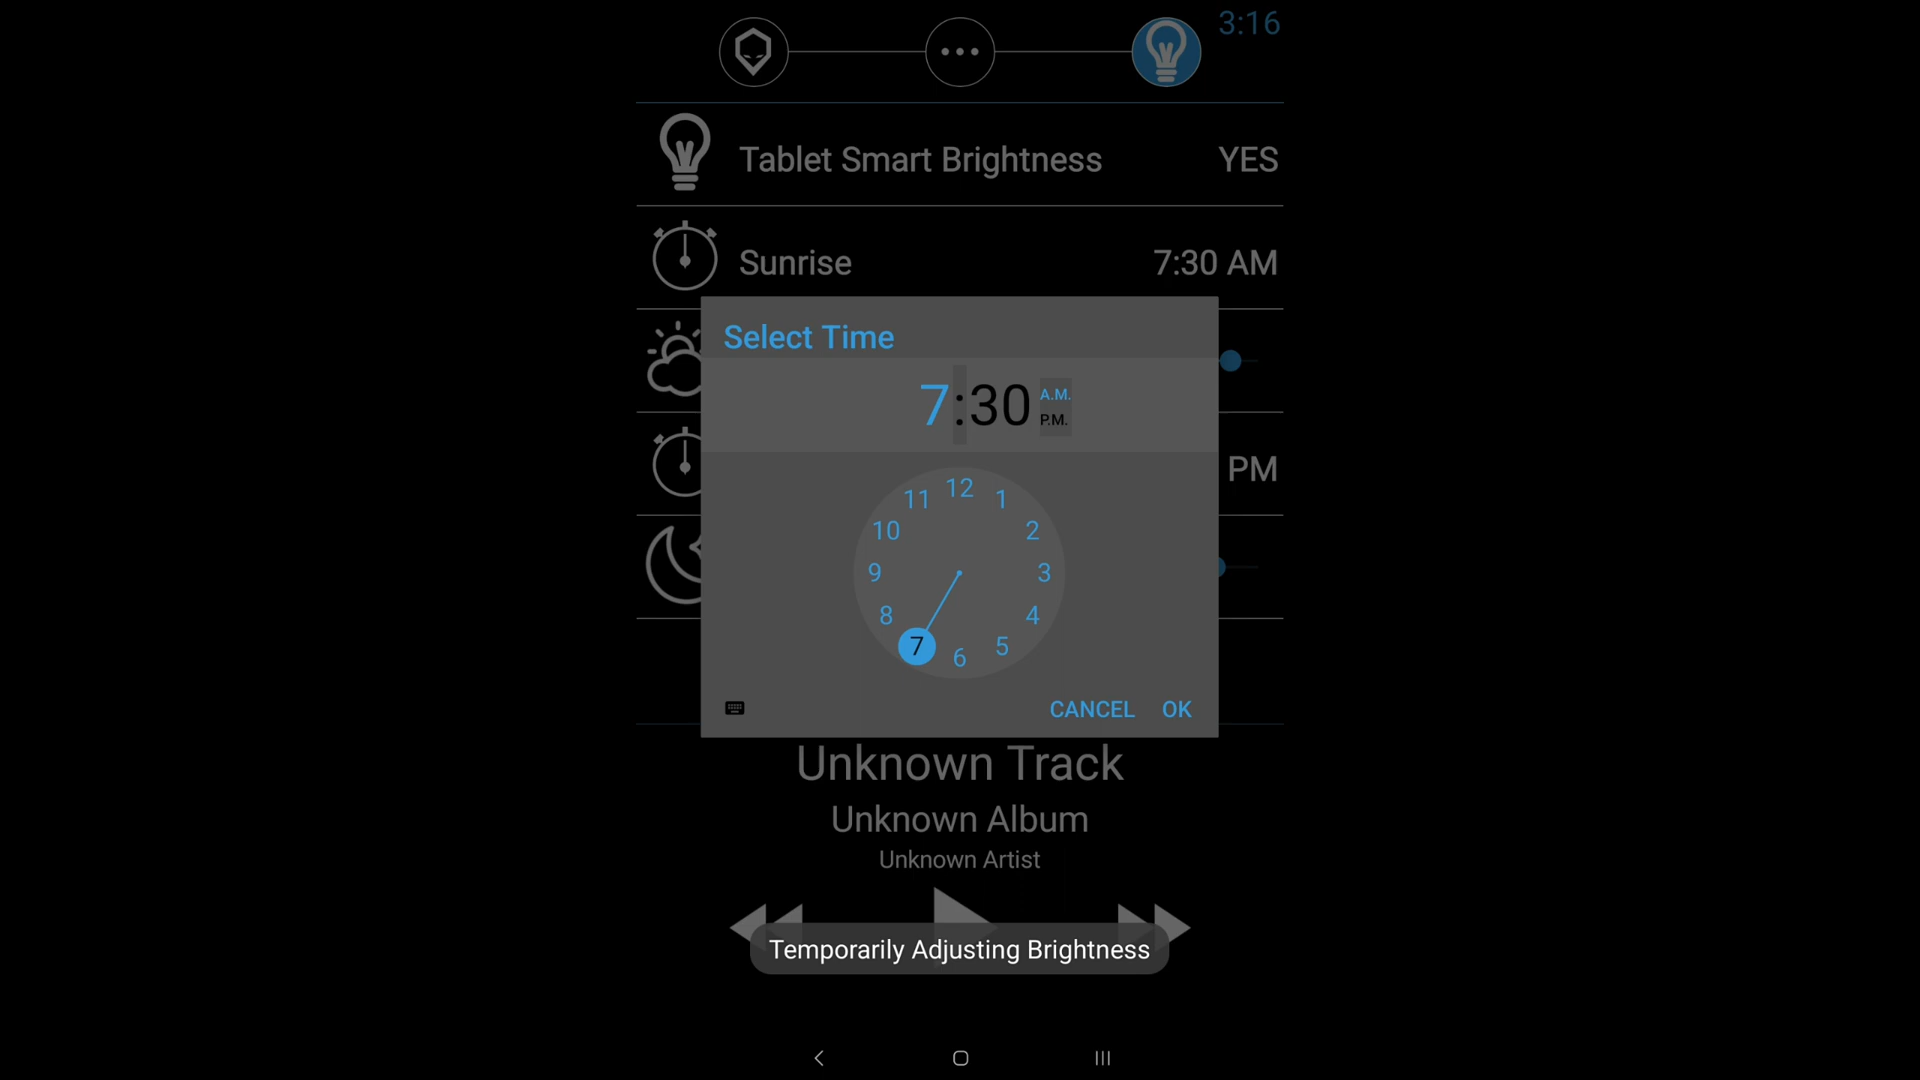 3:16
Tablet Smart Brightness YES
Sunrise 7:30 AM
Select Time
7:30 A.M.
P.M.
PM
12
11 1
10 2
9 3
8 4
7 5
6
CANCEL OK
Unknown Track
Unknown Album
Unknown Artist
Temporarily Adjusting Brightness